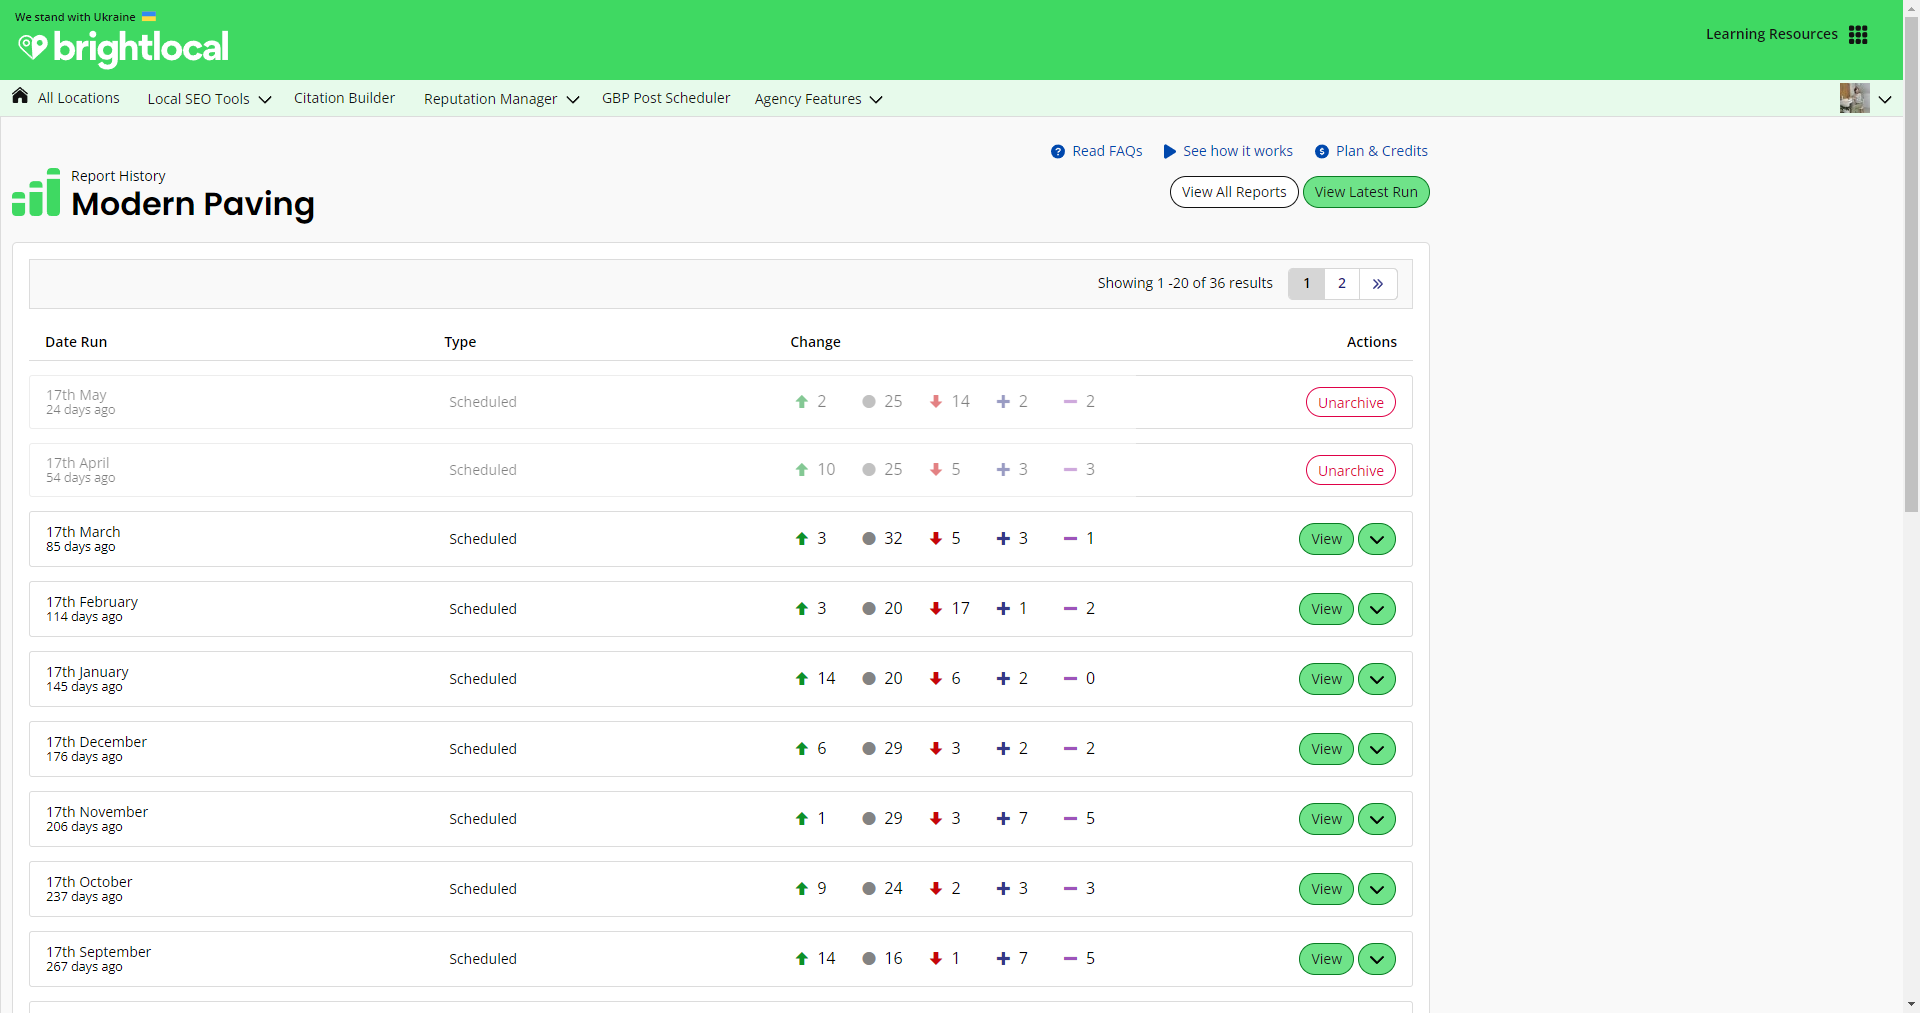 We stand with Ukraine
brightlocal
Learning Resources
All Locations Local SEO Tools Citation Builder Reputation Manager GBP Post Scheduler Agency Features
Read FAQs See how it works Plan & Credits
Report History
Modern Paving
View All Reports View Latest Run
Showing 1 -20 of 36 results 1 2 »
Date Run Type Change Actions
17th May
24 days ago
Scheduled 2 25 14 2 2 Unarchive
17th April
54 days ago
Scheduled 10 25 5 3 3 Unarchive
17th March
85 days ago
Scheduled 3 32 5 3 1 View
17th February
114 days ago
Scheduled 3 20 17 1 2 View
17th January
145 days ago
Scheduled 14 20 6 2 0 View
17th December
176 days ago
Scheduled 6 29 3 2 2 View
17th November
206 days ago
Scheduled 1 29 3 7 5 View
17th October
237 days ago
Scheduled 9 24 2 3 3 View
17th September
267 days ago
Scheduled 14 16 1 7 5 View